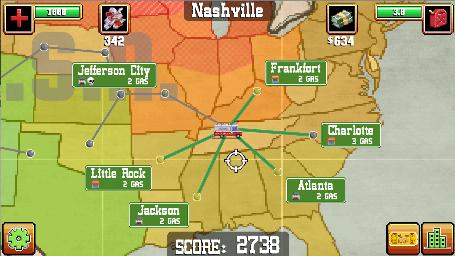 Nashville
342
$634
3.8
Jefferson City
2 GAS
Frankfort
2 GAS
Charlotte
3 GAS
Little Rock
2 GAS
Atlanta
2 GAS
Jackson
2 GAS
SCORE: 2738